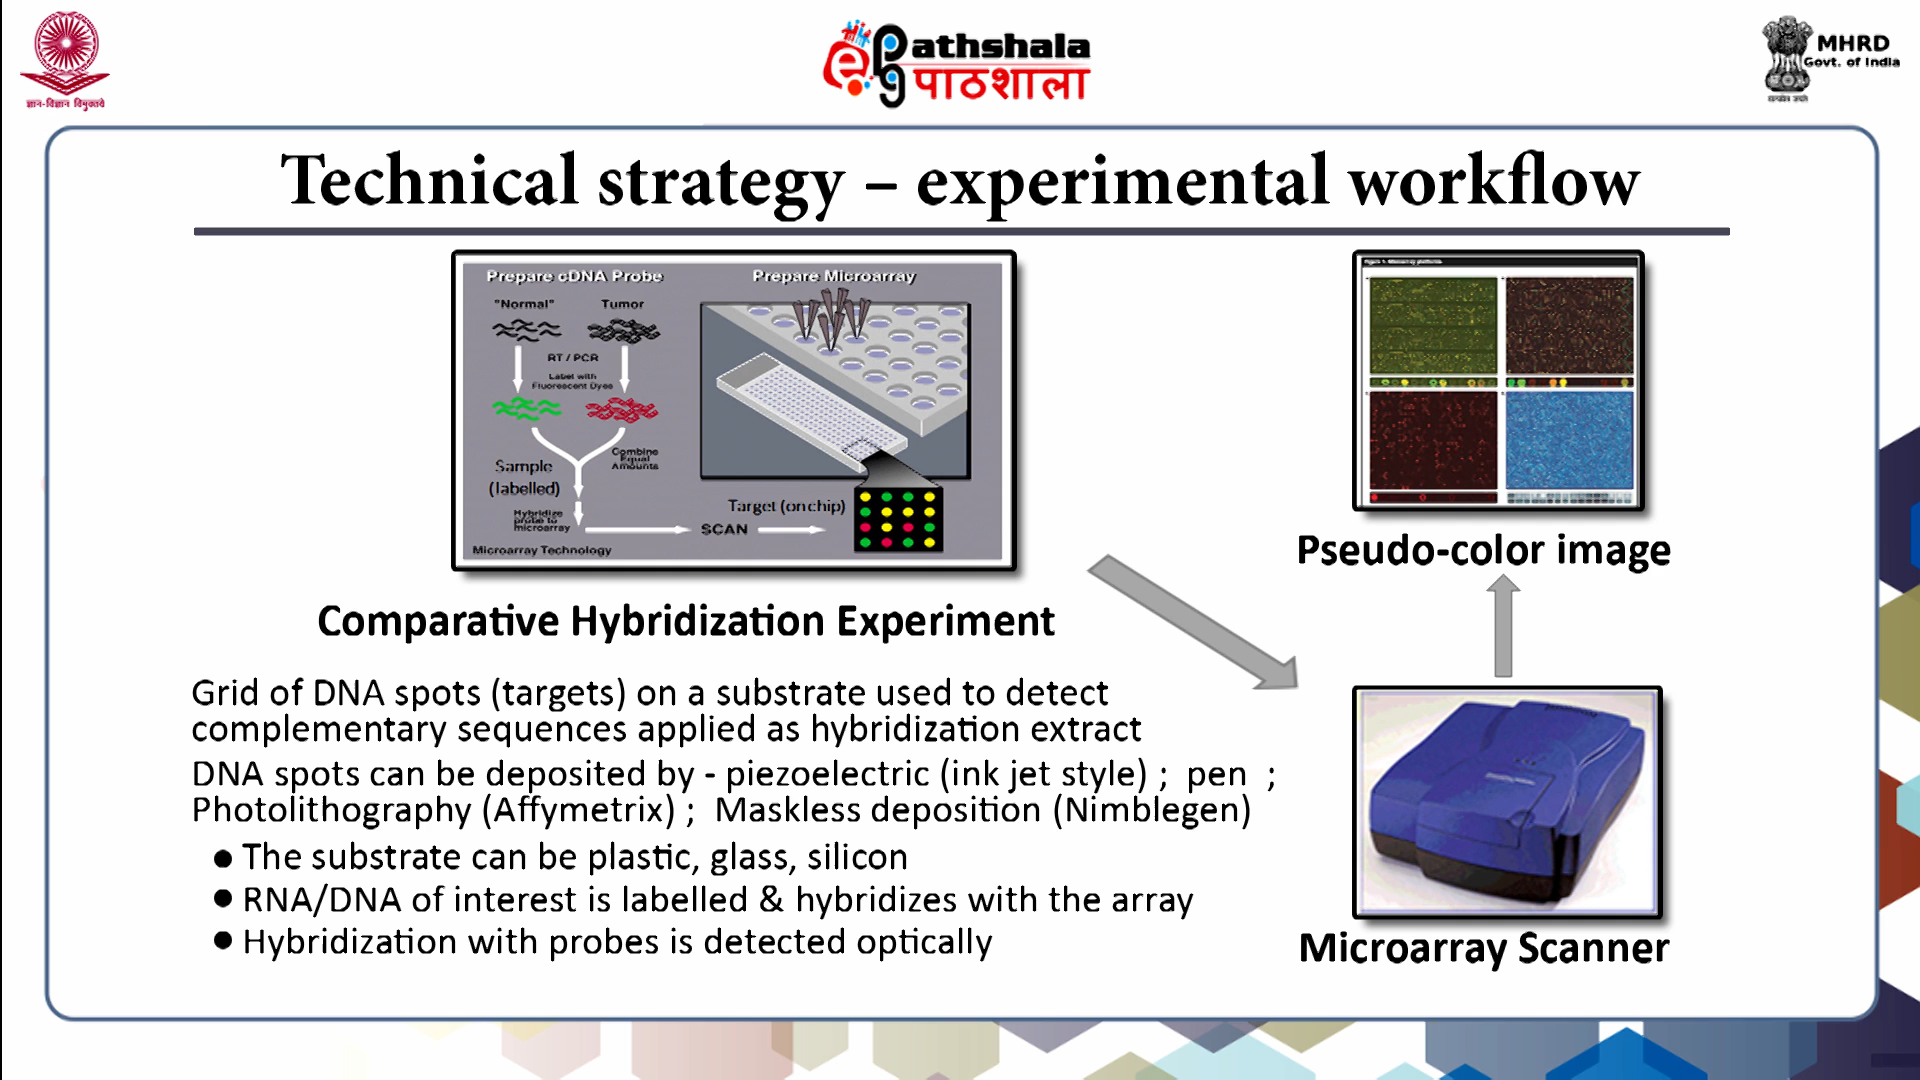 ज्ञान-विज्ञान विमुक्तये
ePg Pathshala
पाठशाला
MHRD
Govt. of India
Technical strategy – experimental workflow
Prepare cDNA Probe
Prepare Microarray
"Normal"
Tumor
RT / PCR
Label with
Fluorescent Dyes
Combine
Equal
Amounts
Sample
(labelled)
Hybridize
probe to
microarray
SCAN
Target (on chip)
Microarray Technology
Comparative Hybridization Experiment
Grid of DNA spots (targets) on a substrate used to detect
complementary sequences applied as hybridization extract
DNA spots can be deposited by - piezoelectric (ink jet style) ; pen ;
Photolithography (Affymetrix) ; Maskless deposition (Nimblegen)
● The substrate can be plastic, glass, silicon
● RNA/DNA of interest is labelled & hybridizes with the array
● Hybridization with probes is detected optically
Pseudo-color image
Microarray Scanner